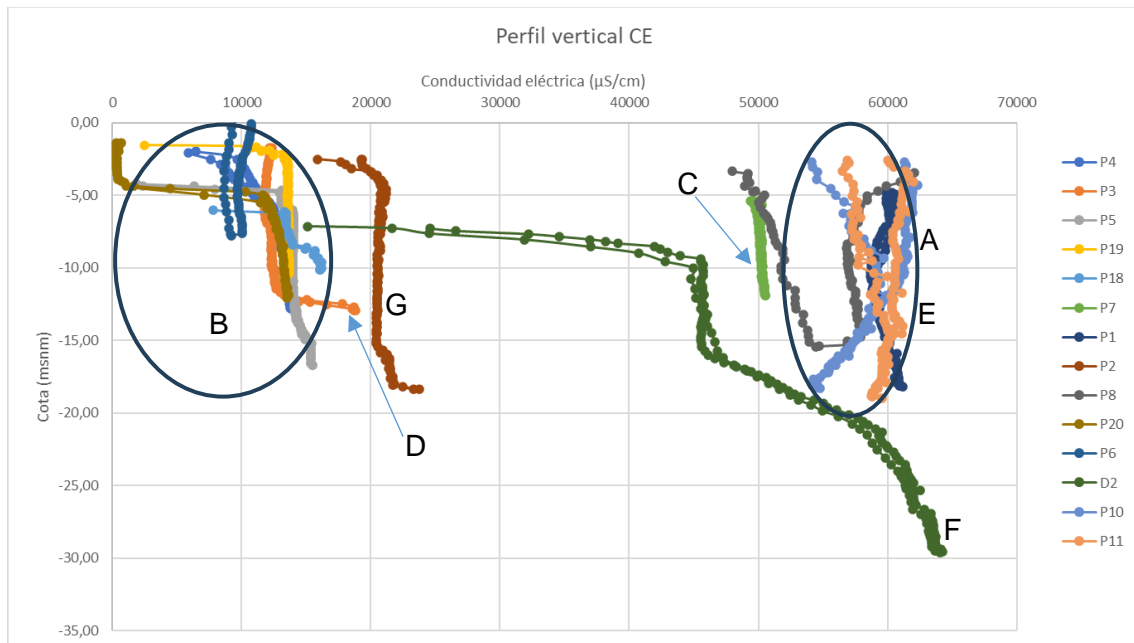 Perfil vertical CE
Conductividad eléctrica (µS/cm)
0 10000 20000 30000 40000 50000 60000 70000
0,00
-5,00
-10,00
-15,00
-20,00
-25,00
-30,00
-35,00
Cota (msnm)
C
A
B
G
E
D
F
P4
P3
P5
P19
P18
P7
P1
P2
P8
P20
P6
D2
P10
P11